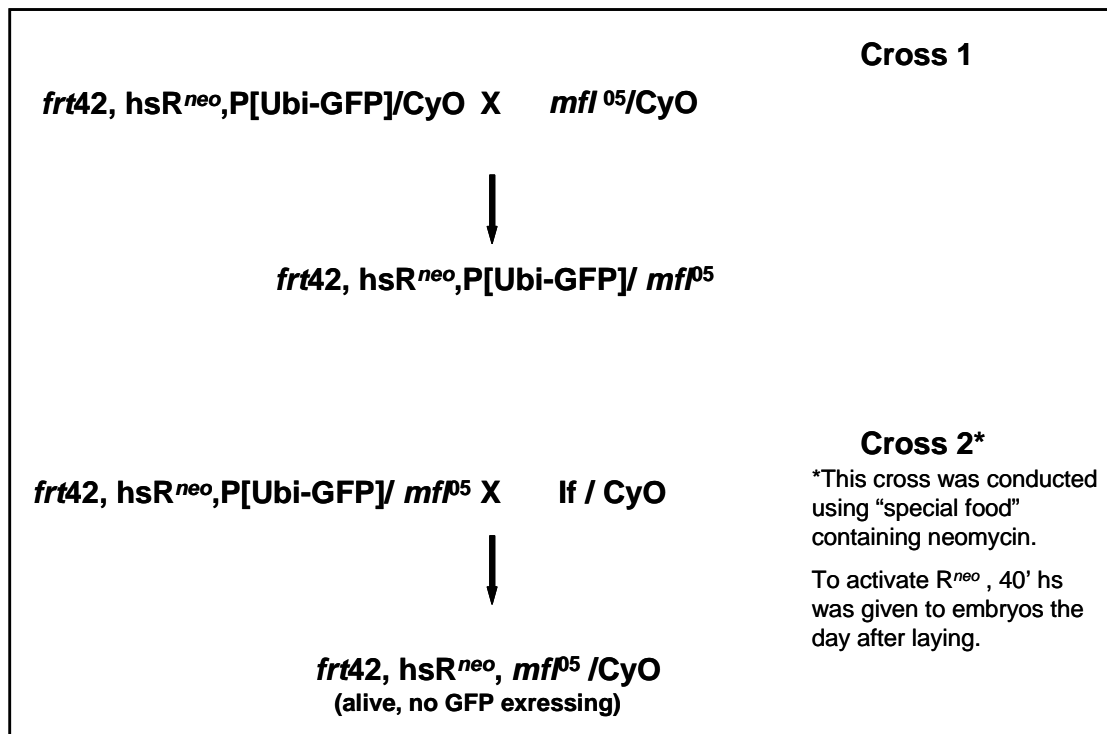 Cross 1
frt42, hsRneo,P[Ubi-GFP]/CyO X mfl 05/CyO
frt42, hsRneo,P[Ubi-GFP]/ mfl05
Cross 2*
*This cross was conducted
using “special food”
containing neomycin.
To activate Rneo , 40' hs
was given to embryos the
day after laying.
frt42, hsRneo,P[Ubi-GFP]/ mfl05 X If / CyO
frt42, hsRneo, mfl05 /CyO
(alive, no GFP exressing)